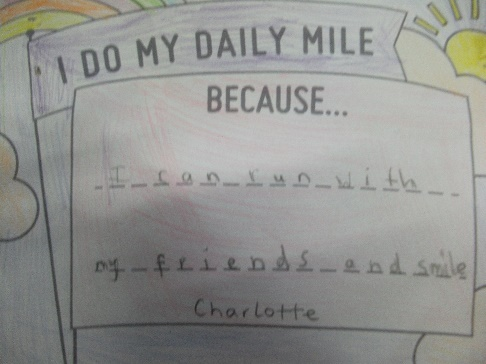 I DO MY DAILY MILE
BECAUSE...
I can run with
my friends and smile
Charlotte